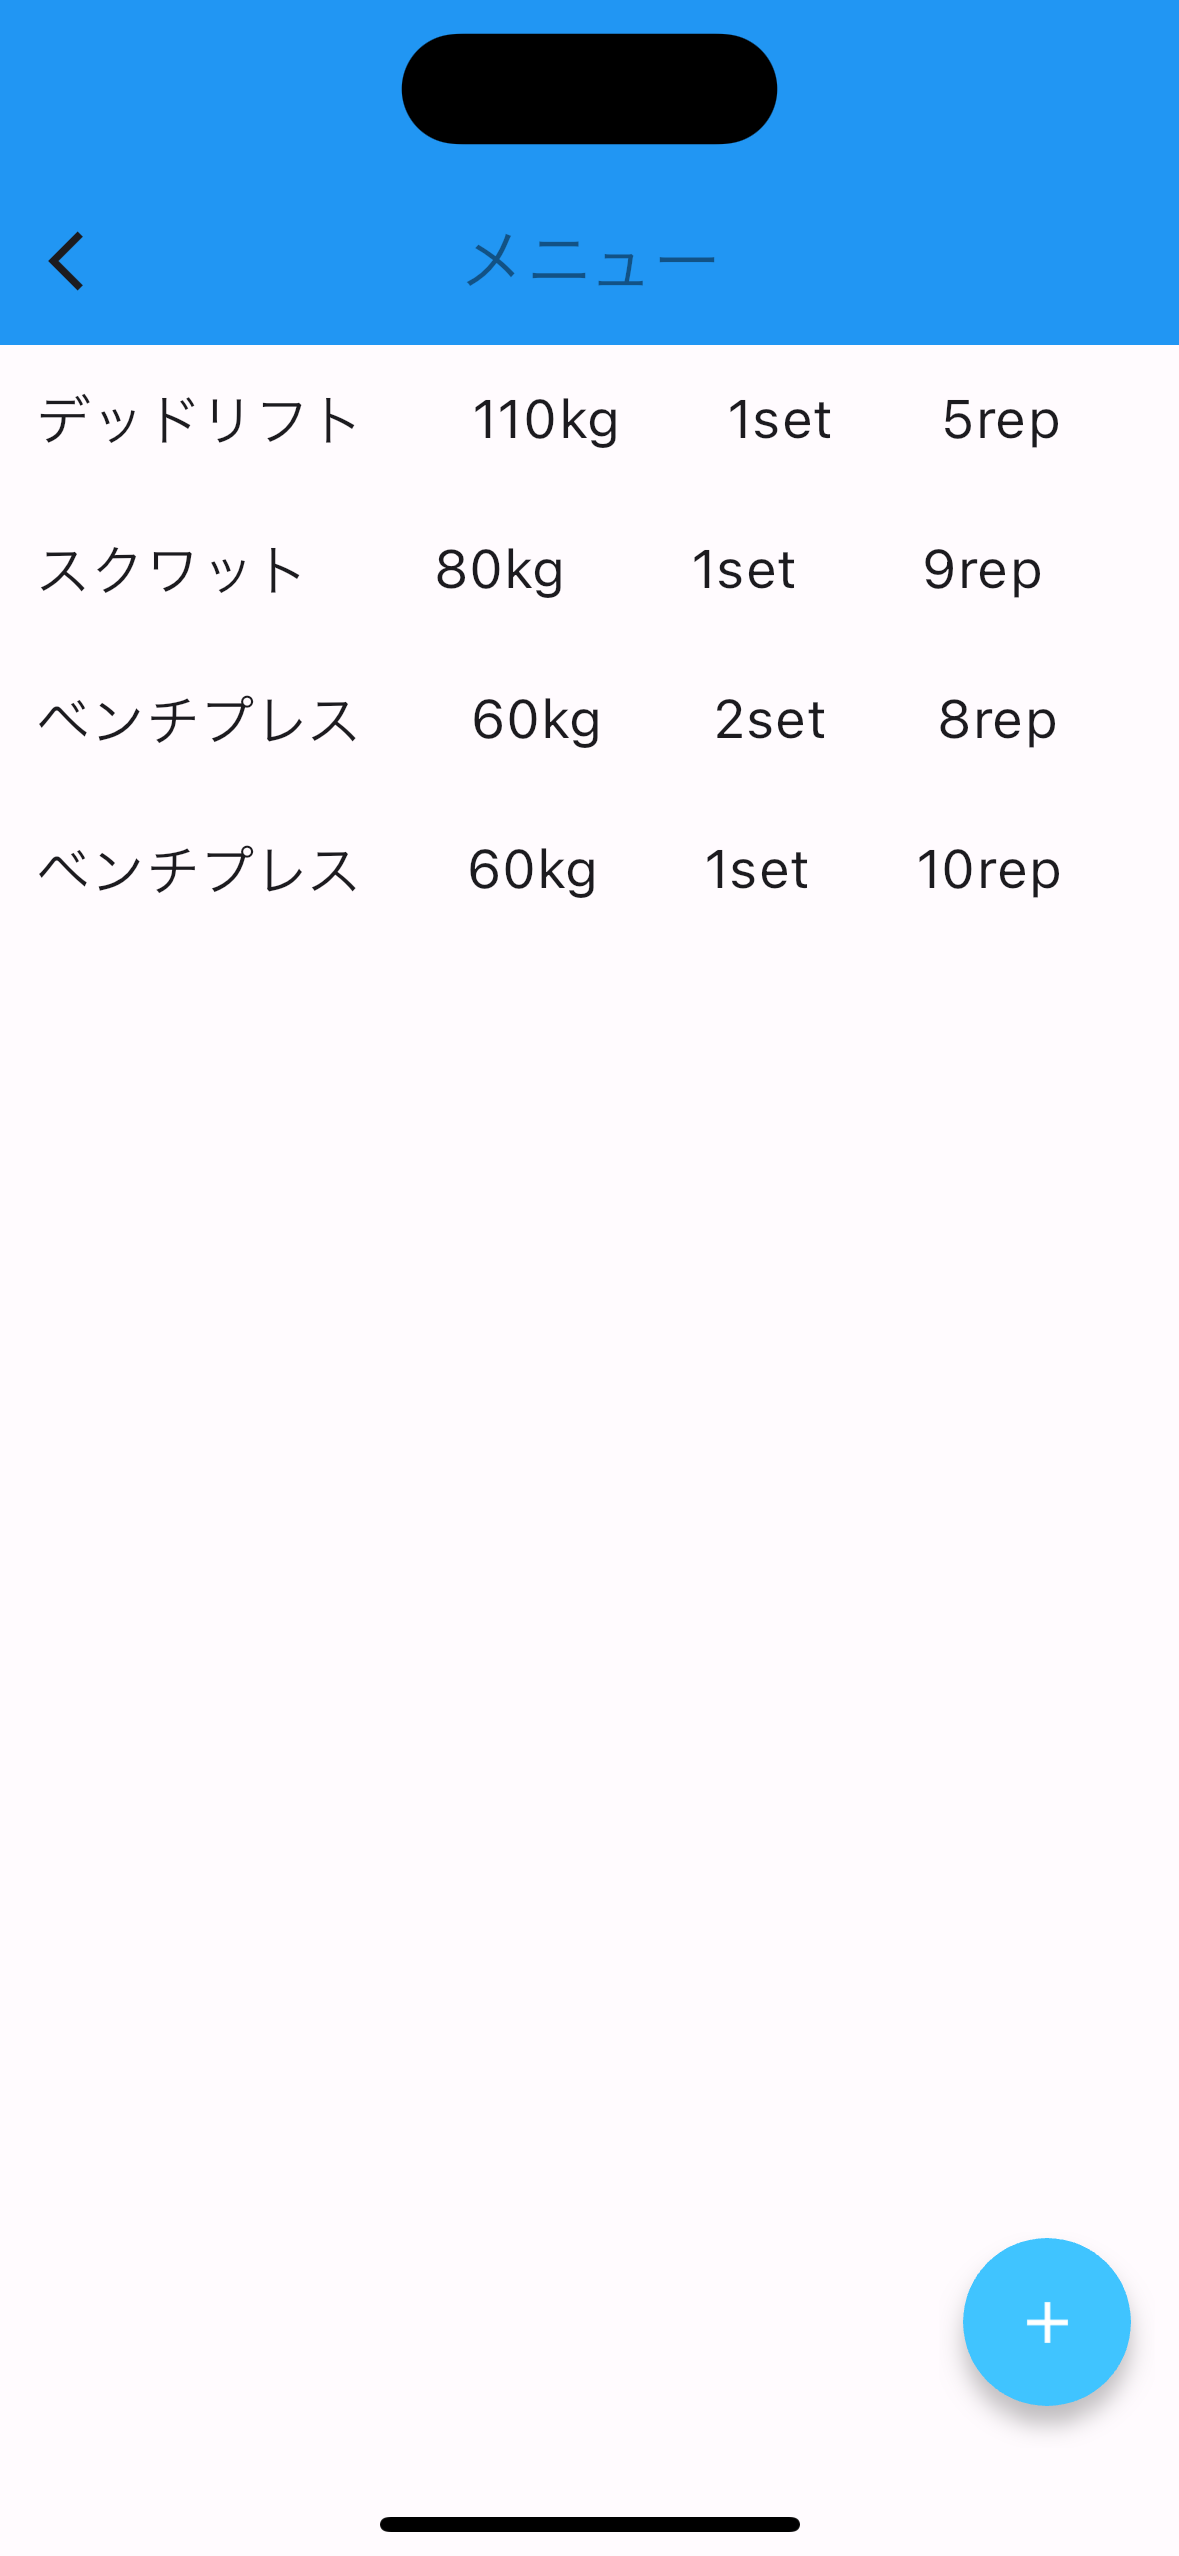 メニュー
デッドリフト 110kg 1set 5rep
スクワット 80kg 1set 9rep
ベンチプレス 60kg 2set 8rep
ベンチプレス 60kg 1set 10rep